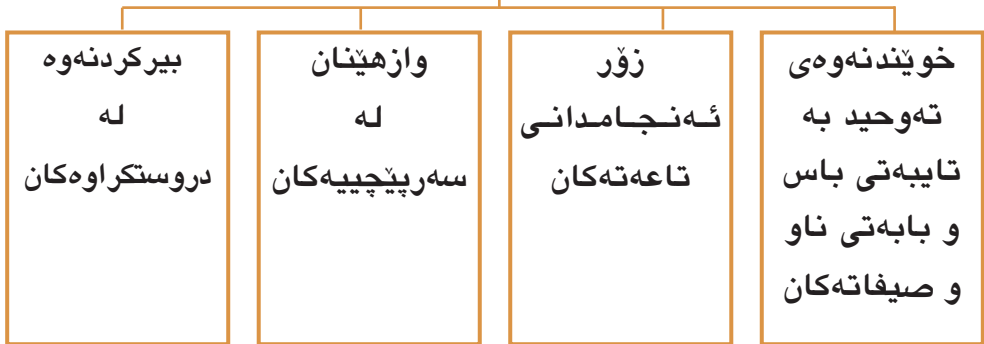 خوێندنەوەی
تەوحید بە
تایبەتی باس
و بابەتی ناو
و صیفاتەکان
زۆر
ئەنجامدانی
تاعەتەکان
وازهێنان
لە
سەرپێچییەکان
بیرکردنەوە
لە
دروستکراوەکان